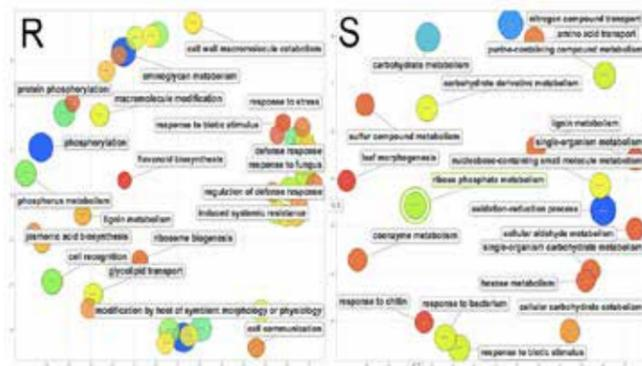 R
cell wall macromolecule catabolism
aminoglycan metabolism
protein phosphorylation
macromolecule modification
response to stress
response to biotic stimulus
phosphorylation
defense response
flavonoid biosynthesis
response to fungus
regulation of defense response
phosphorus metabolism
lignin metabolism
induced systemic resistance
jasmonic acid biosynthesis
ribosome biogenesis
cell recognition
glycolipid transport
modification by host of symbiont morphology or physiology
cell communication
S
nitrogen compound transport
amino acid transport
purine-containing compound metabolism
carbohydrate metabolism
carbohydrate derivative metabolism
lignin metabolism
sulfur compound metabolism
single-organism metabolism
leaf morphogenesis
nucleobase-containing small molecule metabolism
ribose phosphate metabolism
oxidation-reduction process
coenzyme metabolism
cellular aldehyde metabolism
single-organism carbohydrate metabolism
hexose metabolism
response to chitin
response to bacterium
cellular carbohydrate catabolism
response to biotic stimulus